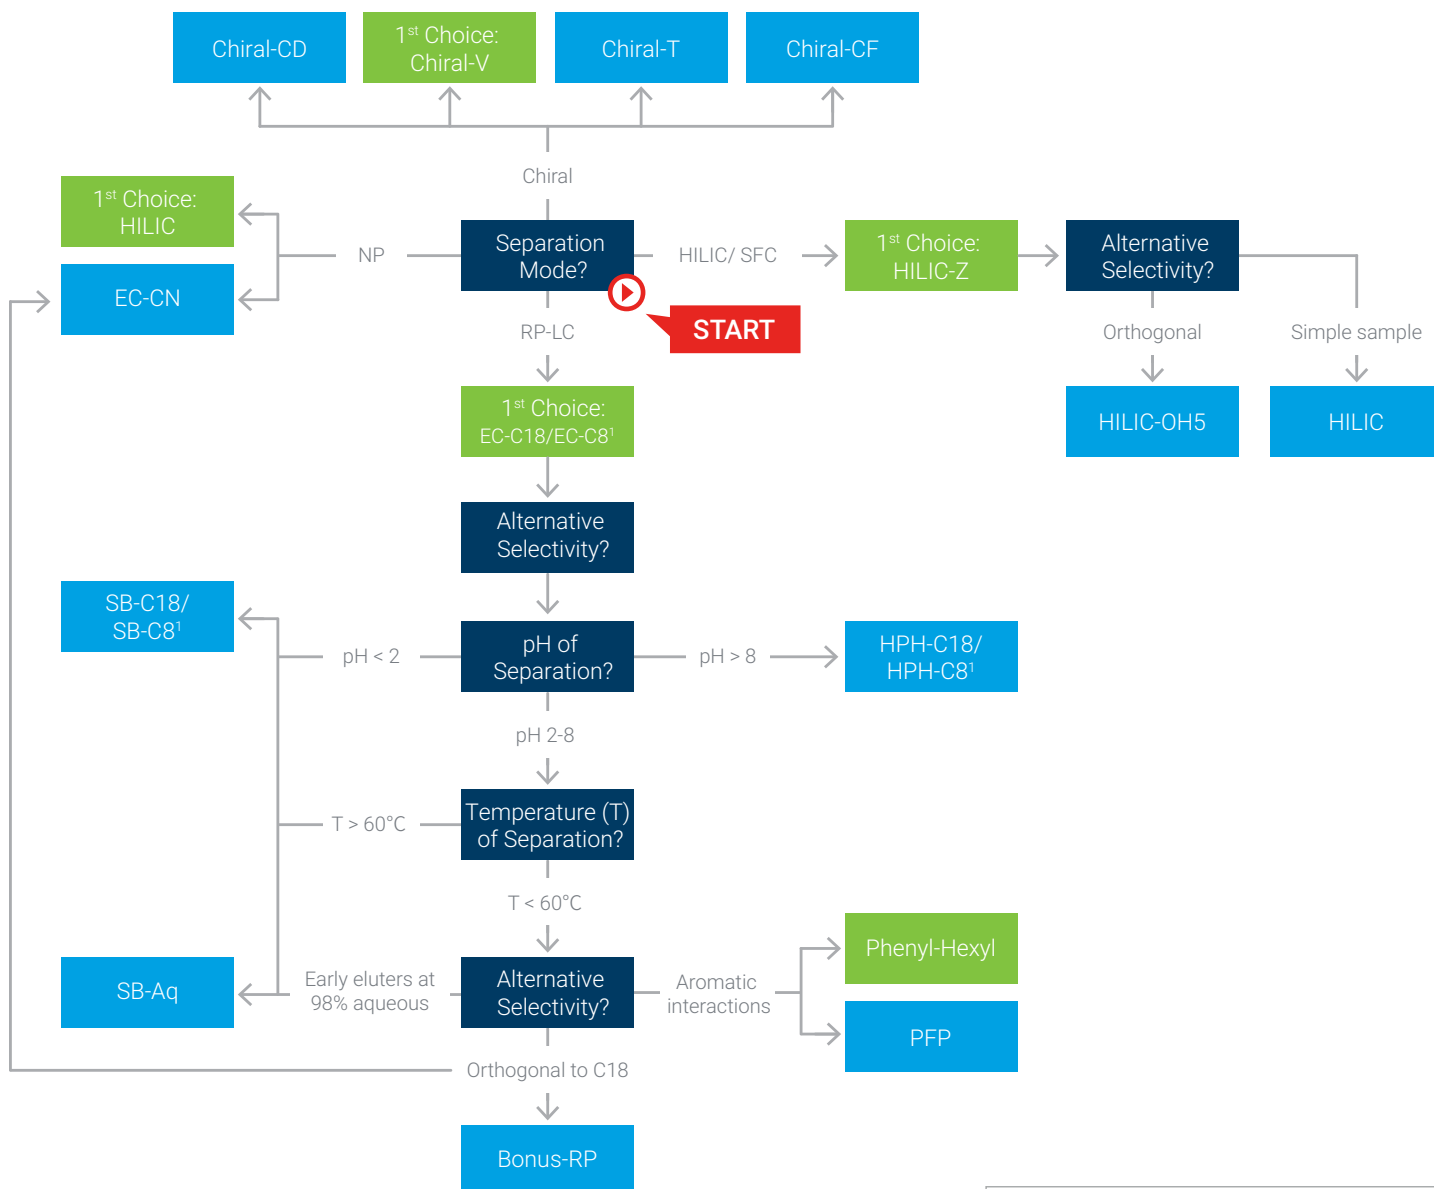 Chiral-CD
1st Choice:
Chiral-V
Chiral-T
Chiral-CF
Chiral
1st Choice:
HILIC
EC-CN
NP
Separation
Mode?
HILIC/ SFC
1st Choice:
HILIC-Z
Alternative
Selectivity?
START
RP-LC
Orthogonal
Simple sample
1st Choice:
EC-C18/EC-C8¹
HILIC-OH5
HILIC
Alternative
Selectivity?
SB-C18/
SB-C8¹
pH < 2
pH of
Separation?
pH > 8
HPH-C18/
HPH-C8¹
pH 2-8
T > 60°C
Temperature (T)
of Separation?
T < 60°C
SB-Aq
Early eluters at
98% aqueous
Alternative
Selectivity?
Aromatic
interactions
Phenyl-Hexyl
PFP
Orthogonal to C18
Bonus-RP